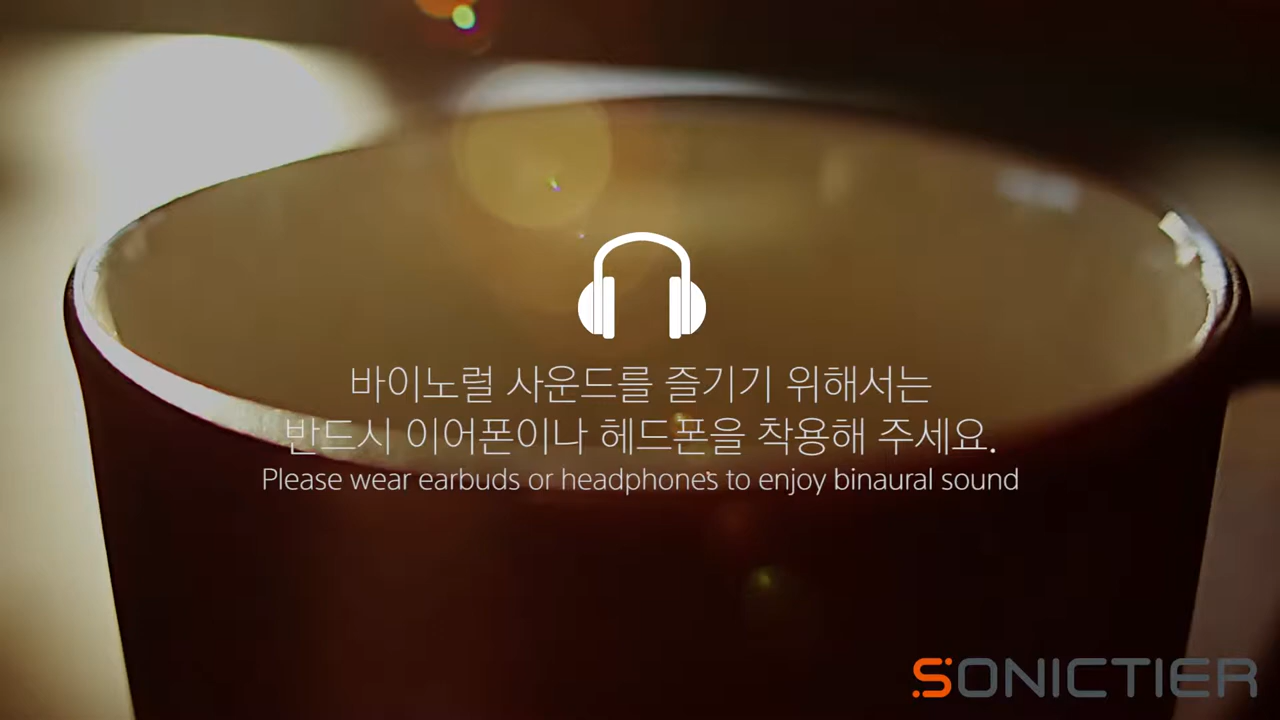 바이노럴 사운드를 즐기기 위해서는
반드시 이어폰이나 헤드폰을 착용해 주세요.
Please wear earbuds or headphones to enjoy binaural sound
SONICTIER